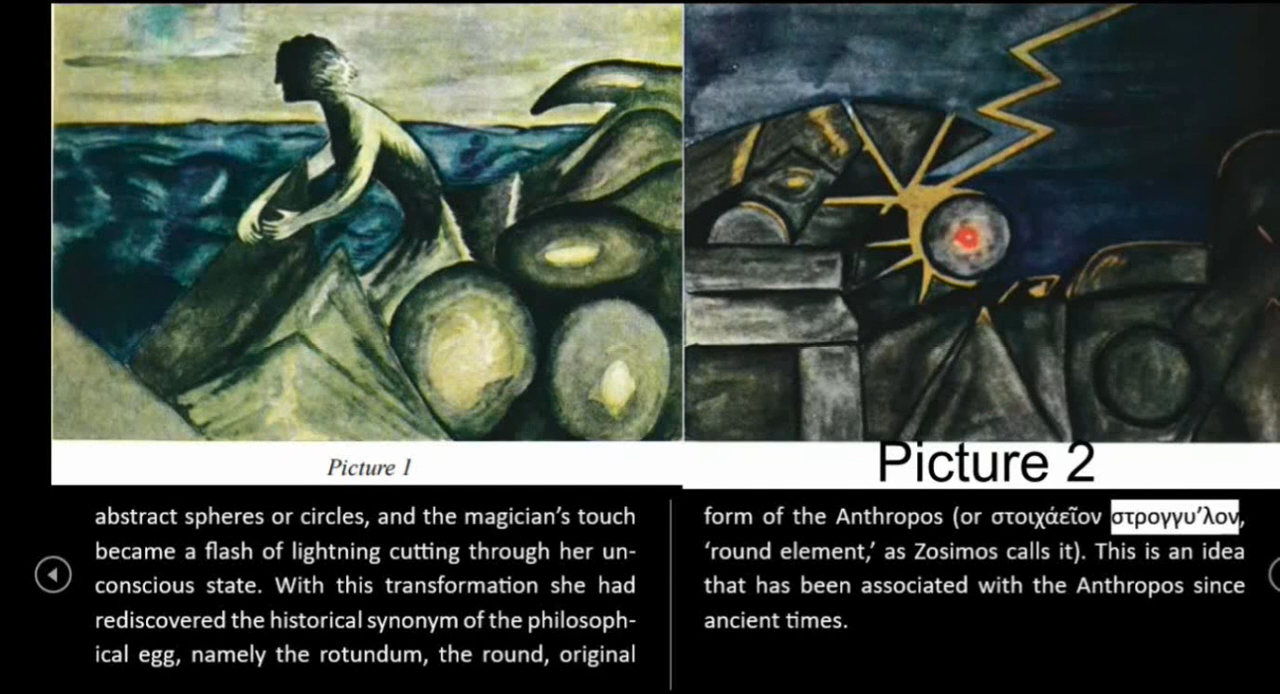 Picture 1
Picture 2
abstract spheres or circles, and the magician's touch
became a flash of lightning cutting through her un-
conscious state. With this transformation she had
rediscovered the historical synonym of the philosoph-
ical egg, namely the rotundum, the round, original
form of the Anthropos (or στοιχάεῖον στρογγυ’λον,
‘round element,’ as Zosimos calls it). This is an idea
that has been associated with the Anthropos since
ancient times.